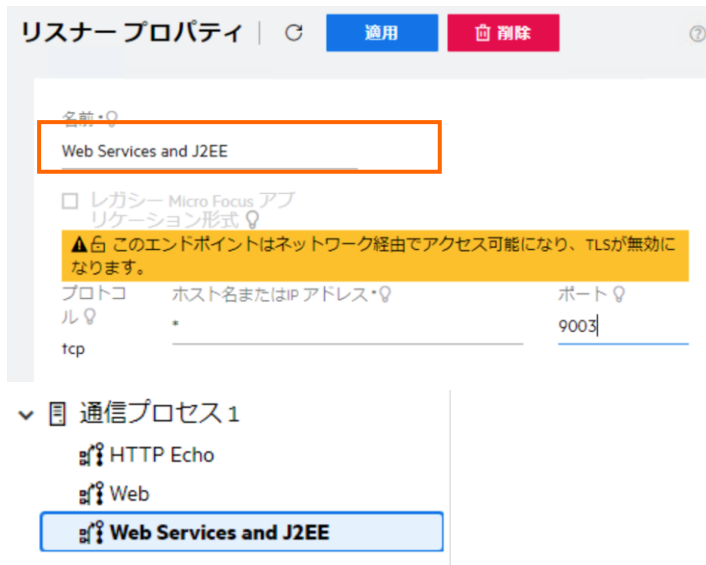 リスナー プロパティ 適用 削除
名前 *
Web Services and J2EE
レガシー Micro Focus アプ
リケーション形式
このエンドポイントはネットワーク経由でアクセス可能になり、TLSが無効に
なります。
プロトコ ホスト名またはIP アドレス * ポート
ル
* 9003
tcp
通信プロセス 1
HTTP Echo
Web
Web Services and J2EE